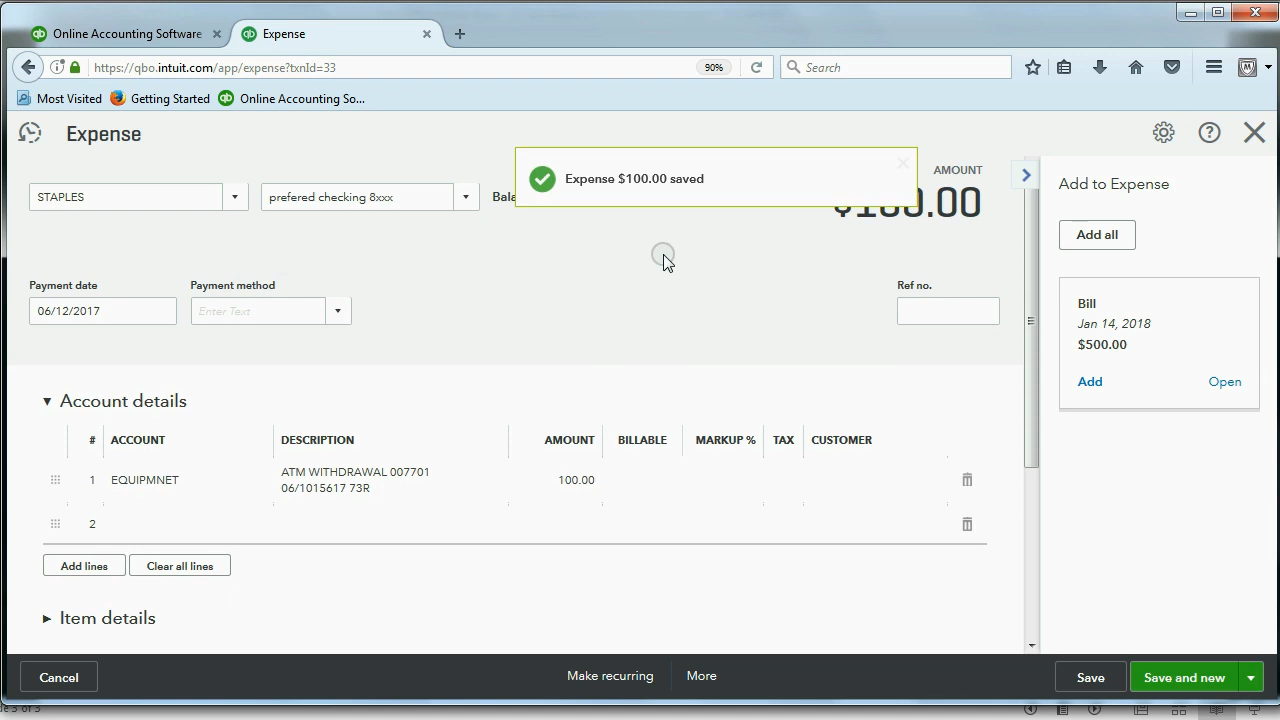 Online Accounting Software
Expense
https://qbo.intuit.com/app/expense?txnId=33
90%
Search
Most Visited
Getting Started
Online Accounting So...
Expense
Expense $100.00 saved
STAPLES
prefered checking 8xxx
AMOUNT
$100.00
Payment date
Payment method
Ref no.
06/12/2017
Enter Text
Account details
# ACCOUNT DESCRIPTION AMOUNT BILLABLE MARKUP % TAX CUSTOMER
1 EQUIPMNET ATM WITHDRAWAL 007701 100.00
06/1015617 73R
2
Add lines
Clear all lines
Item details
Add to Expense
Add all
Bill
Jan 14, 2018
$500.00
Add
Open
Cancel
Make recurring
More
Save
Save and new